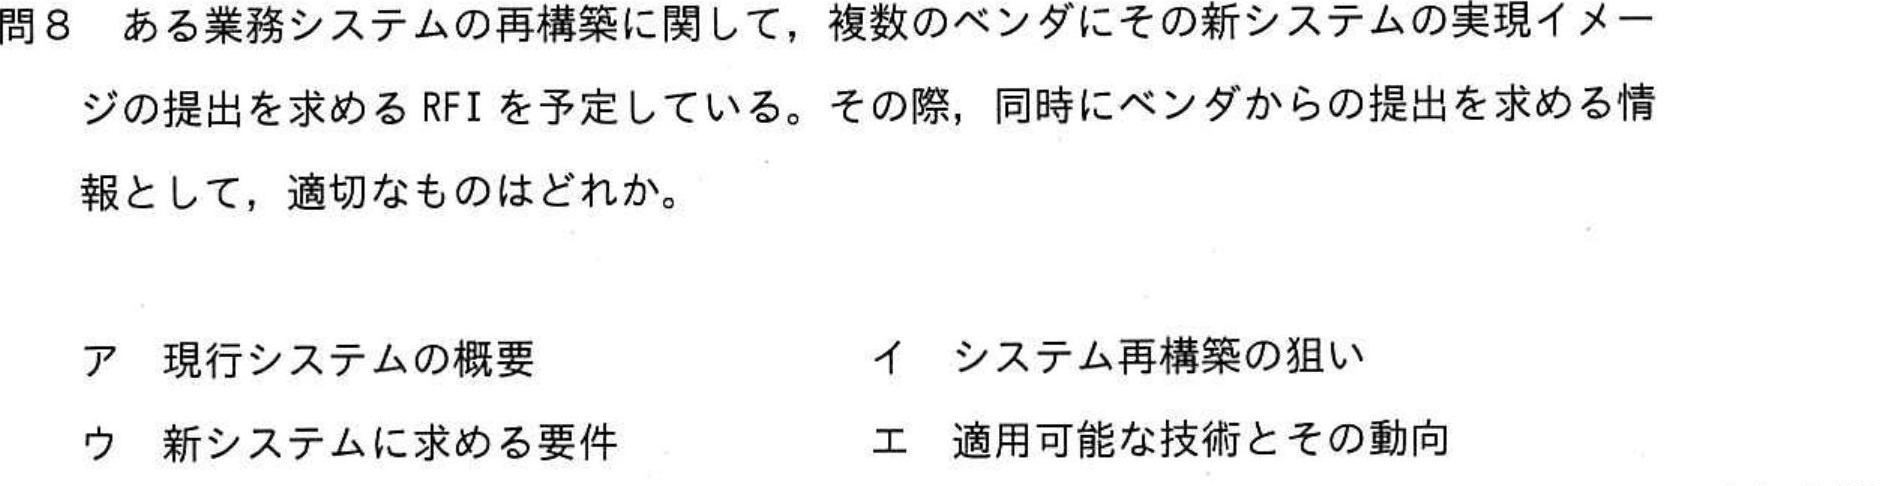 問8 ある業務システムの再構築に関して，複数のベンダにその新システムの実現イメー
ジの提出を求める RFI を予定している。その際，同時にベンダからの提出を求める情
報として，適切なものはどれか。
ア 現行システムの概要 イ システム再構築の狙い
ウ 新システムに求める要件 エ 適用可能な技術とその動向